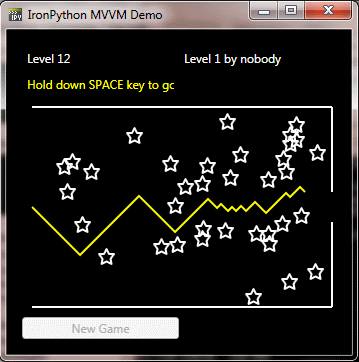 IronPython MVVM Demo
Level 12 Level 1 by nobody
Hold down SPACE key to gc
New Game